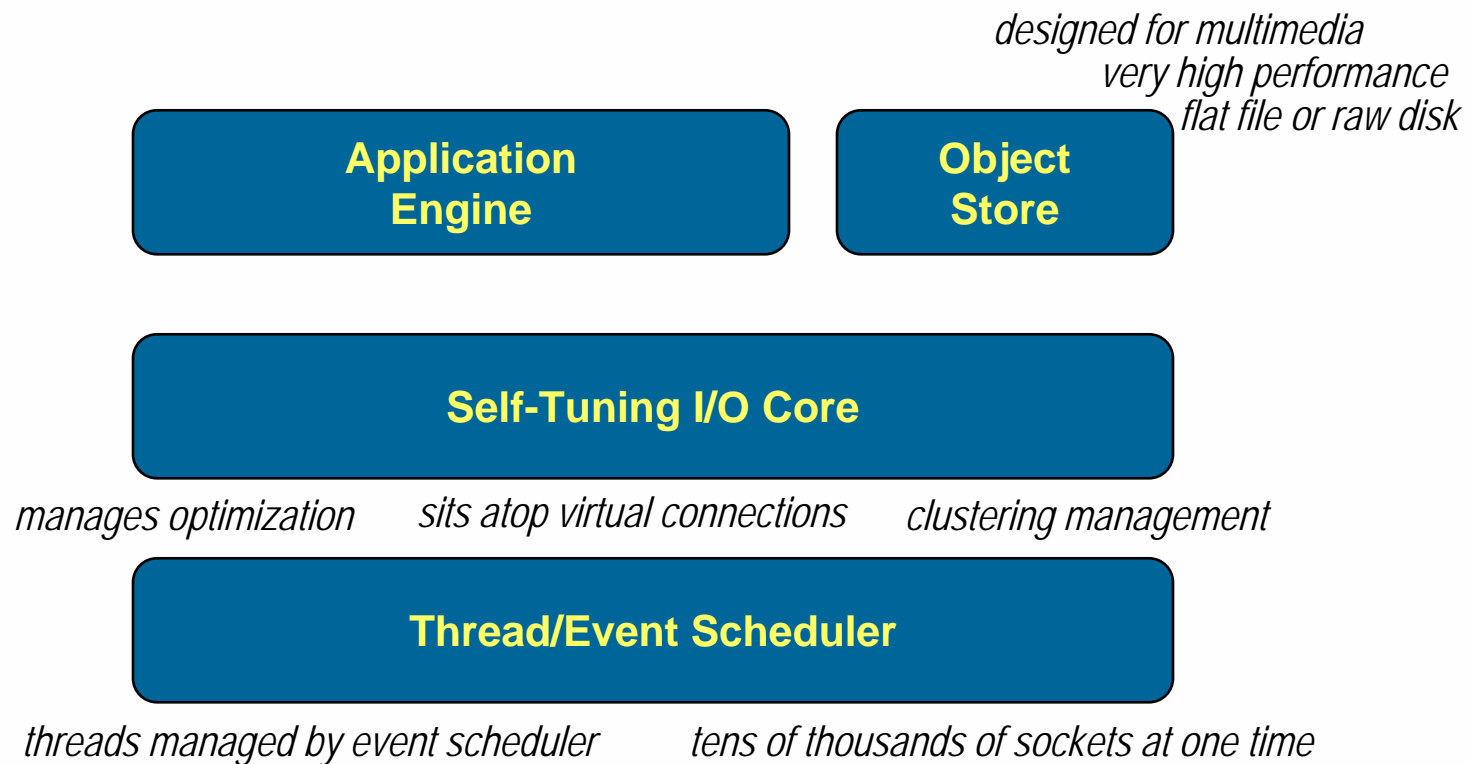 designed for multimedia
very high performance
flat file or raw disk
Application
Engine
Object
Store
Self-Tuning I/O Core
manages optimization
sits atop virtual connections
clustering management
Thread/Event Scheduler
threads managed by event scheduler
tens of thousands of sockets at one time